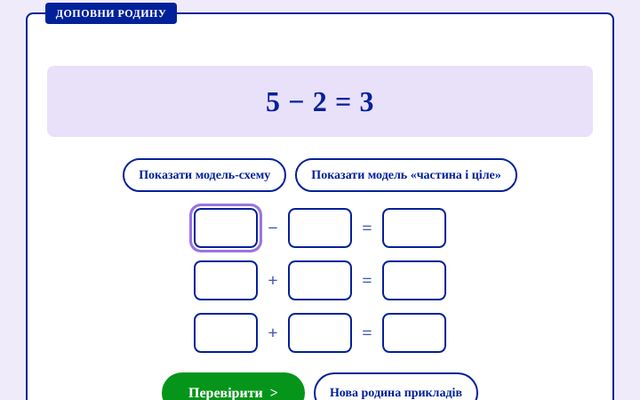 ДОПОВНИ РОДИНУ
5 − 2 = 3
Показати модель-схему Показати модель «частина і ціле»
− =
+ =
+ =
Перевірити > Нова родина прикладів